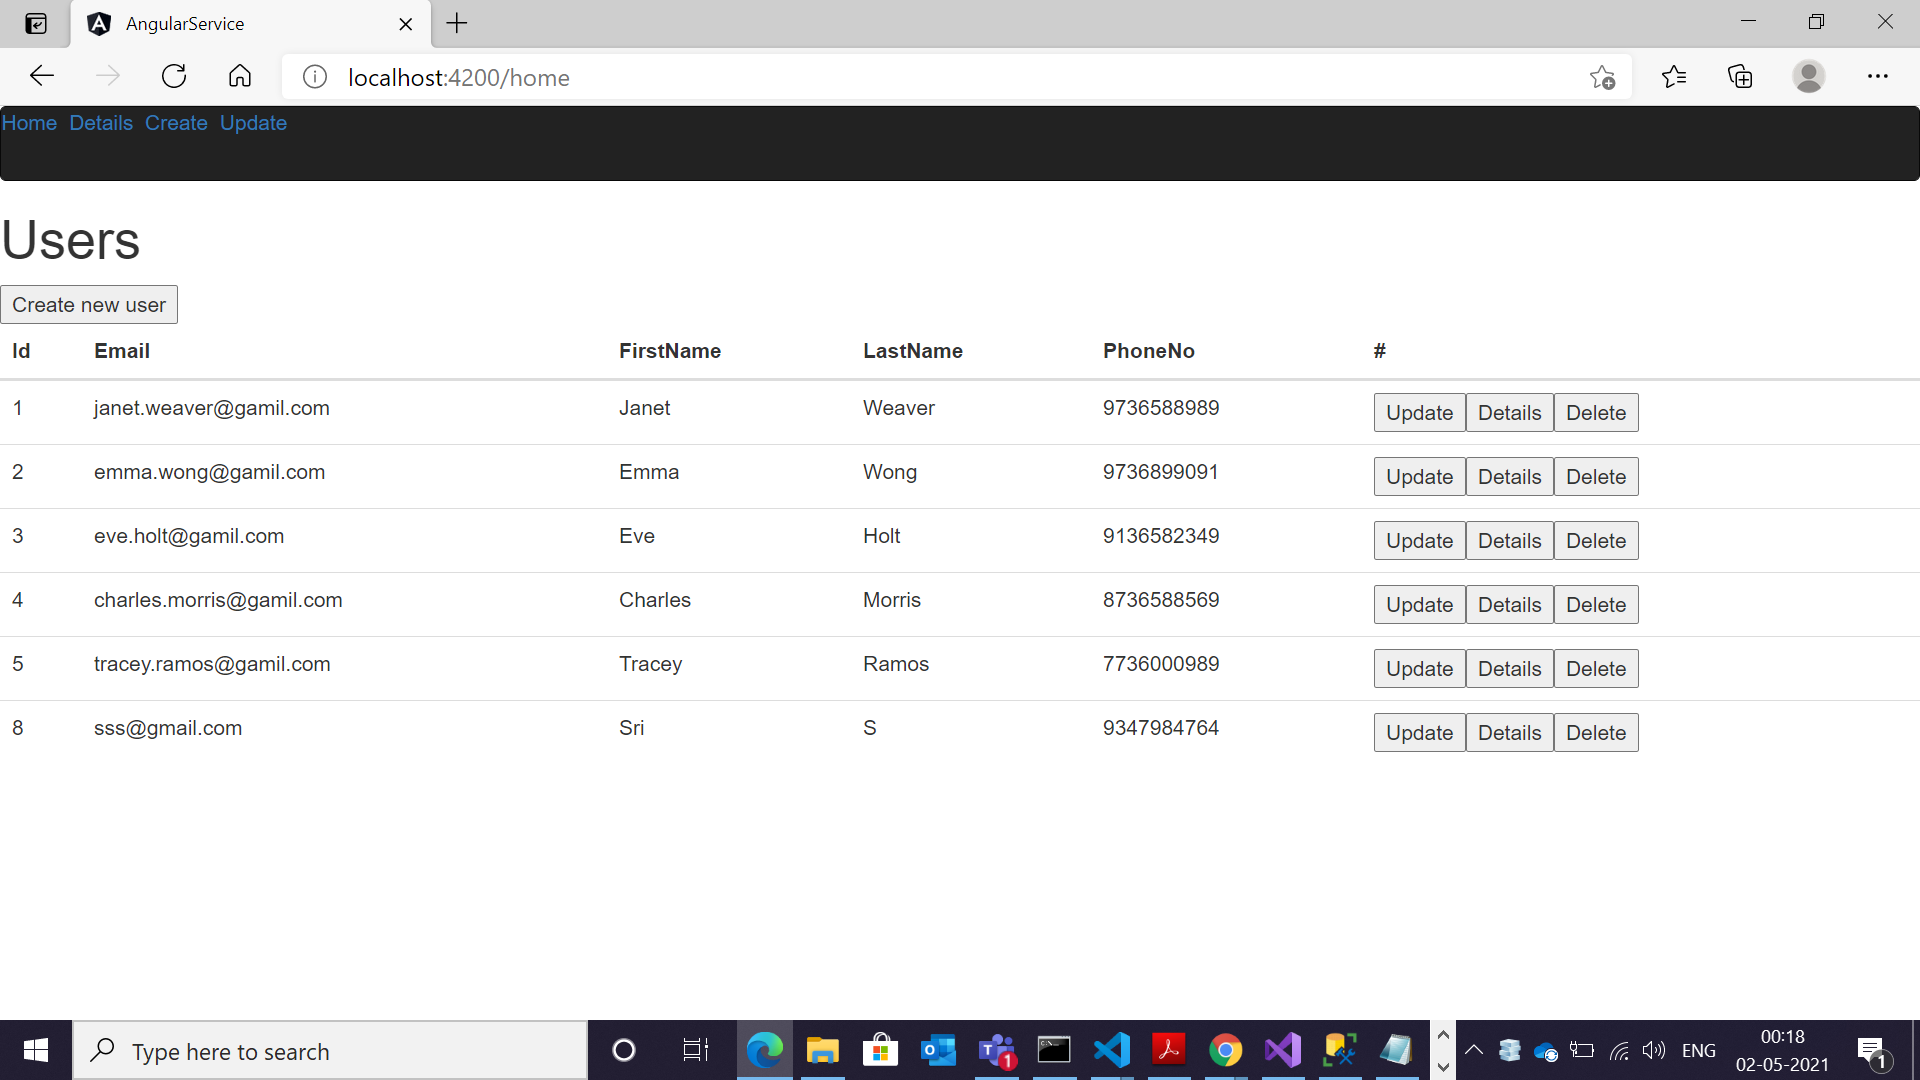 AngularService
localhost:4200/home
Home Details Create Update
Users
Create new user
Id Email FirstName LastName PhoneNo #
1 janet.weaver@gamil.com Janet Weaver 9736588989 Update Details Delete
2 emma.wong@gamil.com Emma Wong 9736899091 Update Details Delete
3 eve.holt@gamil.com Eve Holt 9136582349 Update Details Delete
4 charles.morris@gamil.com Charles Morris 8736588569 Update Details Delete
5 tracey.ramos@gamil.com Tracey Ramos 7736000989 Update Details Delete
8 sss@gmail.com Sri S 9347984764 Update Details Delete
Type here to search
1
ENG
00:18
02-05-2021
1